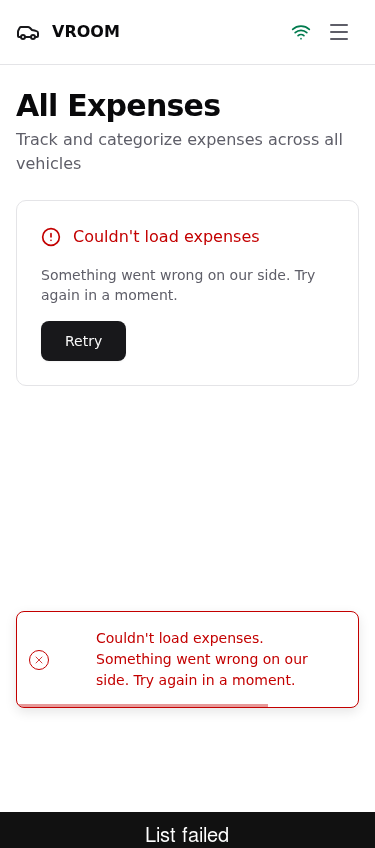 VROOM
All Expenses
Track and categorize expenses across all
vehicles
Couldn't load expenses
Something went wrong on our side. Try
again in a moment.
Retry
Couldn't load expenses.
Something went wrong on our
side. Try again in a moment.
List failed